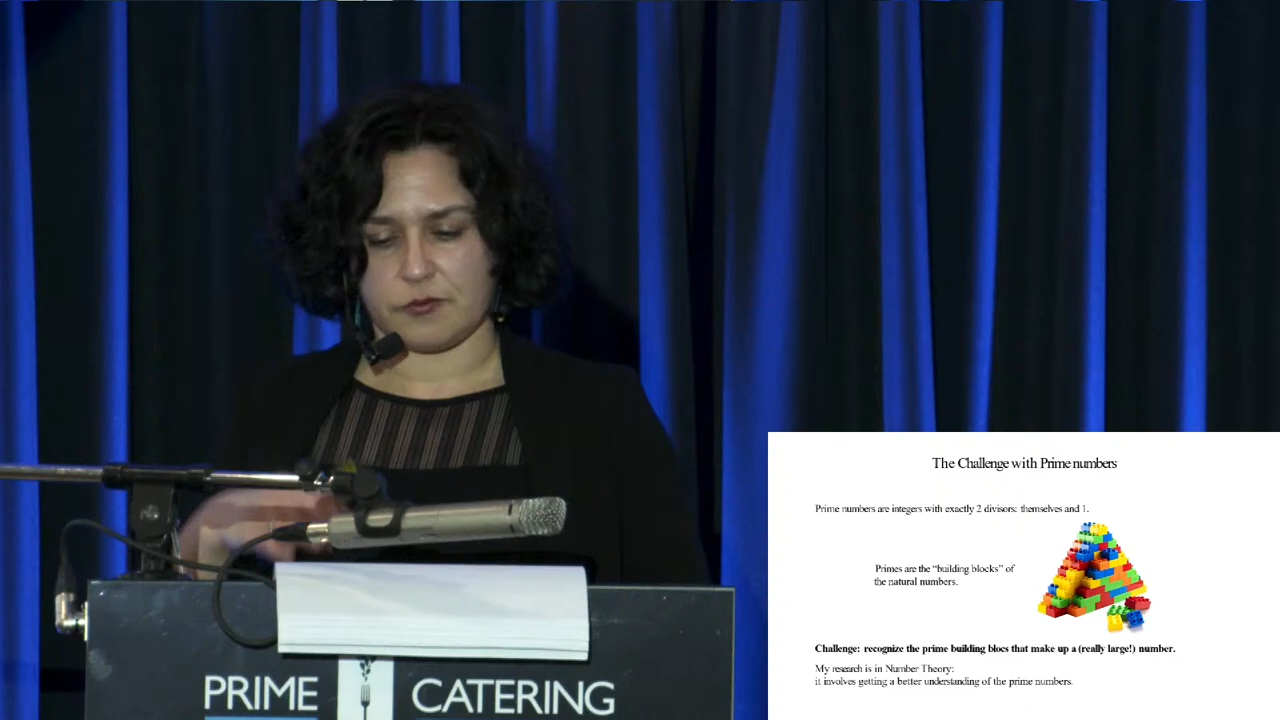 The Challenge with Prime numbers
Prime numbers are integers with exactly 2 divisors: themselves and 1.
Primes are the “building blocks” of
the natural numbers.
Challenge: recognize the prime building blocs that make up a (really large!) number.
My research is in Number Theory:
it involves getting a better understanding of the prime numbers.
PRIME CATERING